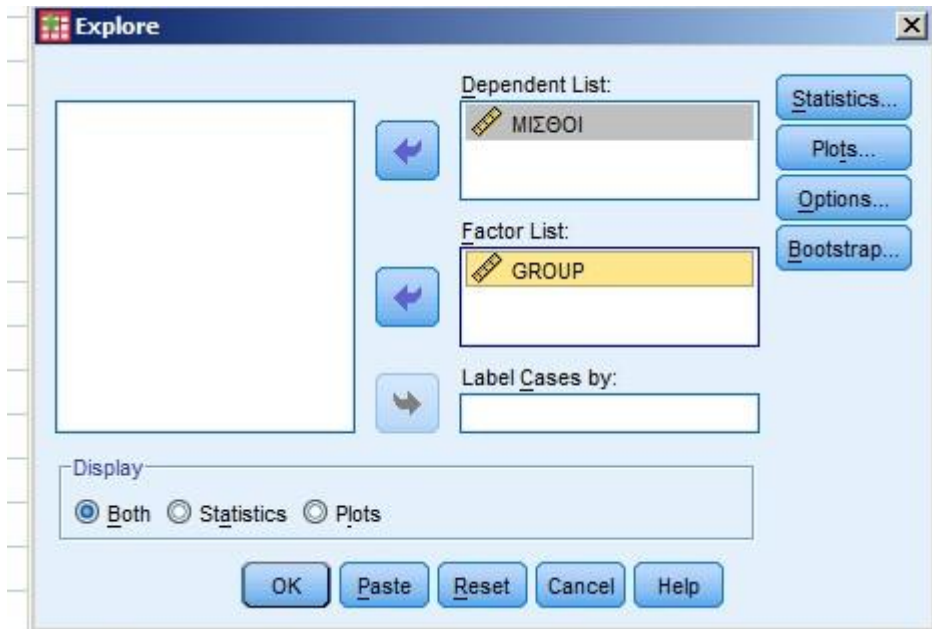 Explore
Dependent List:
ΜΙΣΘΟΙ
Statistics...
Plots...
Options...
Bootstrap...
Factor List:
GROUP
Label Cases by:
Display
Both Statistics Plots
OK Paste Reset Cancel Help